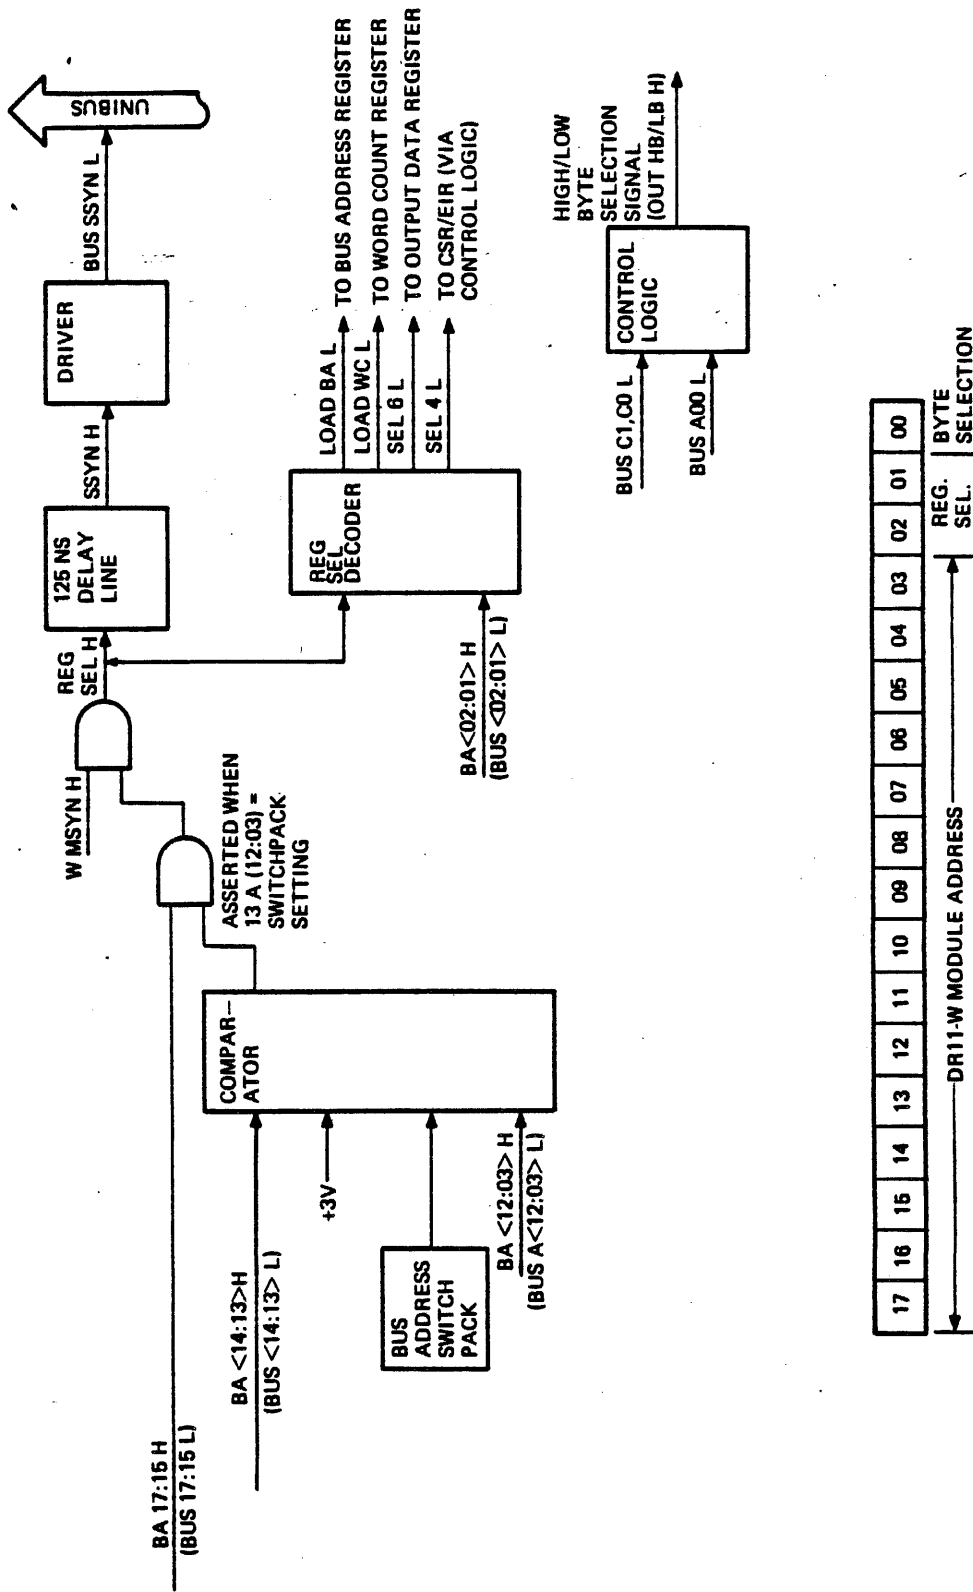 UNIBUS
BUS SSYN L
DRIVER
SSYN H
125 NS
DELAY
LINE
REG
SEL H
W MSYN H
BA 17:15 H
(BUS 17:15 L)
ASSERTED WHEN
13 A (12:03) =
SWITCHPACK
SETTING
COMPAR-
ATOR
BA <14:13>H
(BUS <14:13> L)
+3V
BUS
ADDRESS
SWITCH
PACK
BA <12:03> H
(BUS A<12:03> L)
REG
SEL
DECODER
BA<02:01> H
(BUS <02:01> L)
LOAD BA L
TO BUS ADDRESS REGISTER
LOAD WC L
TO WORD COUNT REGISTER
SEL 6 L
TO OUTPUT DATA REGISTER
SEL 4 L
TO CSR/EIR (VIA
CONTROL LOGIC)
HIGH/LOW
BYTE
SELECTION
SIGNAL
(OUT HB/LB H)
CONTROL
LOGIC
BUS C1,C0 L
BUS A00 L
17 16 15 14 13 12 11 10 09 08 07 06 05 04 03 02 01 00
DR11-W MODULE ADDRESS
REG.
SEL.
BYTE
SELECTION